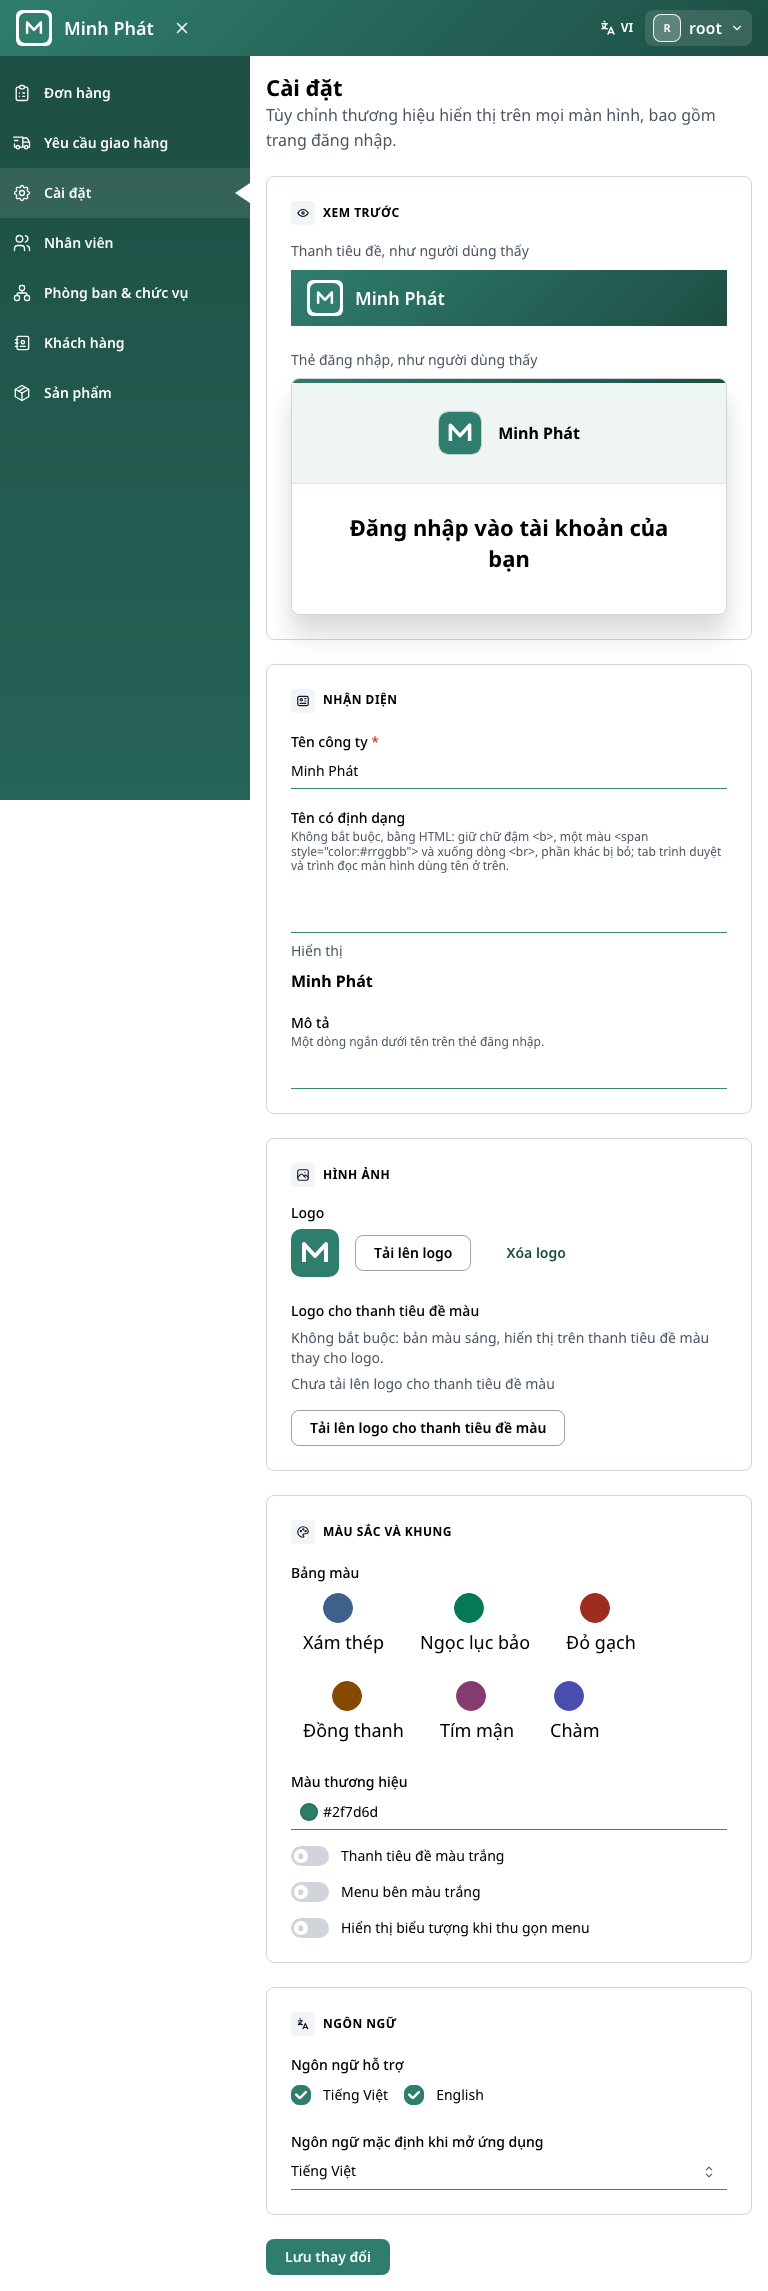 Minh Phát
VI
R
root
Đơn hàng
Yêu cầu giao hàng
Cài đặt
Nhân viên
Phòng ban & chức vụ
Khách hàng
Sản phẩm
Cài đặt
Tùy chỉnh thương hiệu hiển thị trên mọi màn hình, bao gồm
trang đăng nhập.
XEM TRƯỚC
Thanh tiêu đề, như người dùng thấy
Minh Phát
Thẻ đăng nhập, như người dùng thấy
Minh Phát
Đăng nhập vào tài khoản của
bạn
NHẬN DIỆN
Tên công ty *
Minh Phát
Tên có định dạng
Không bắt buộc, bằng HTML: giữ chữ đậm <b>, một màu <span
style="color:#rrggbb"> và xuống dòng <br>, phần khác bị bỏ; tab trình duyệt
và trình đọc màn hình dùng tên ở trên.
Hiển thị
Minh Phát
Mô tả
Một dòng ngắn dưới tên trên thẻ đăng nhập.
HÌNH ẢNH
Logo
Tải lên logo
Xóa logo
Logo cho thanh tiêu đề màu
Không bắt buộc: bản màu sáng, hiển thị trên thanh tiêu đề màu
thay cho logo.
Chưa tải lên logo cho thanh tiêu đề màu
Tải lên logo cho thanh tiêu đề màu
MÀU SẮC VÀ KHUNG
Bảng màu
Xám thép
Ngọc lục bảo
Đỏ gạch
Đồng thanh
Tím mận
Chàm
Màu thương hiệu
#2f7d6d
Thanh tiêu đề màu trắng
Menu bên màu trắng
Hiển thị biểu tượng khi thu gọn menu
NGÔN NGỮ
Ngôn ngữ hỗ trợ
Tiếng Việt
English
Ngôn ngữ mặc định khi mở ứng dụng
Tiếng Việt
Lưu thay đổi